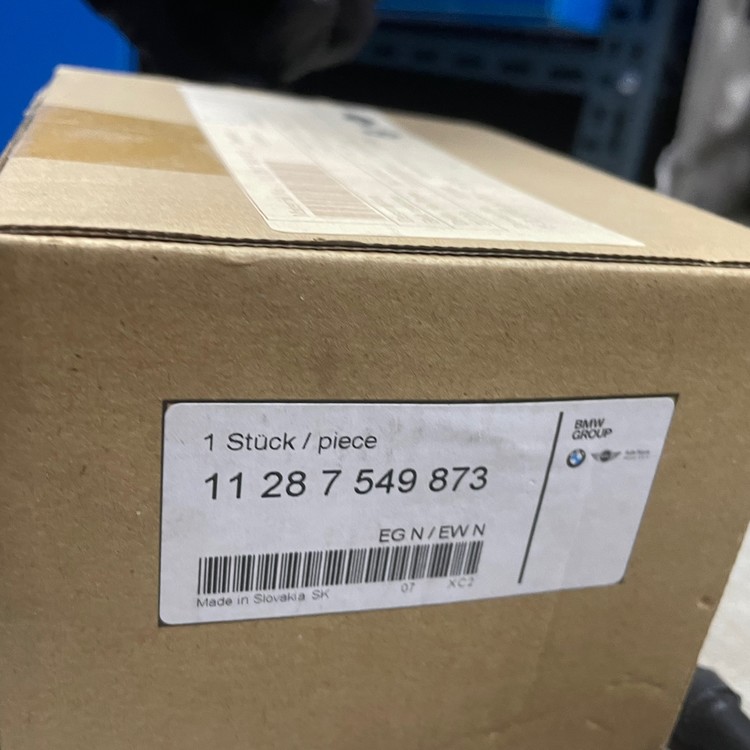 1 Stück / piece
11 28 7 549 873
EG N / EW N
Made in Slovakia SK
07 XC2
BMW
GROUP